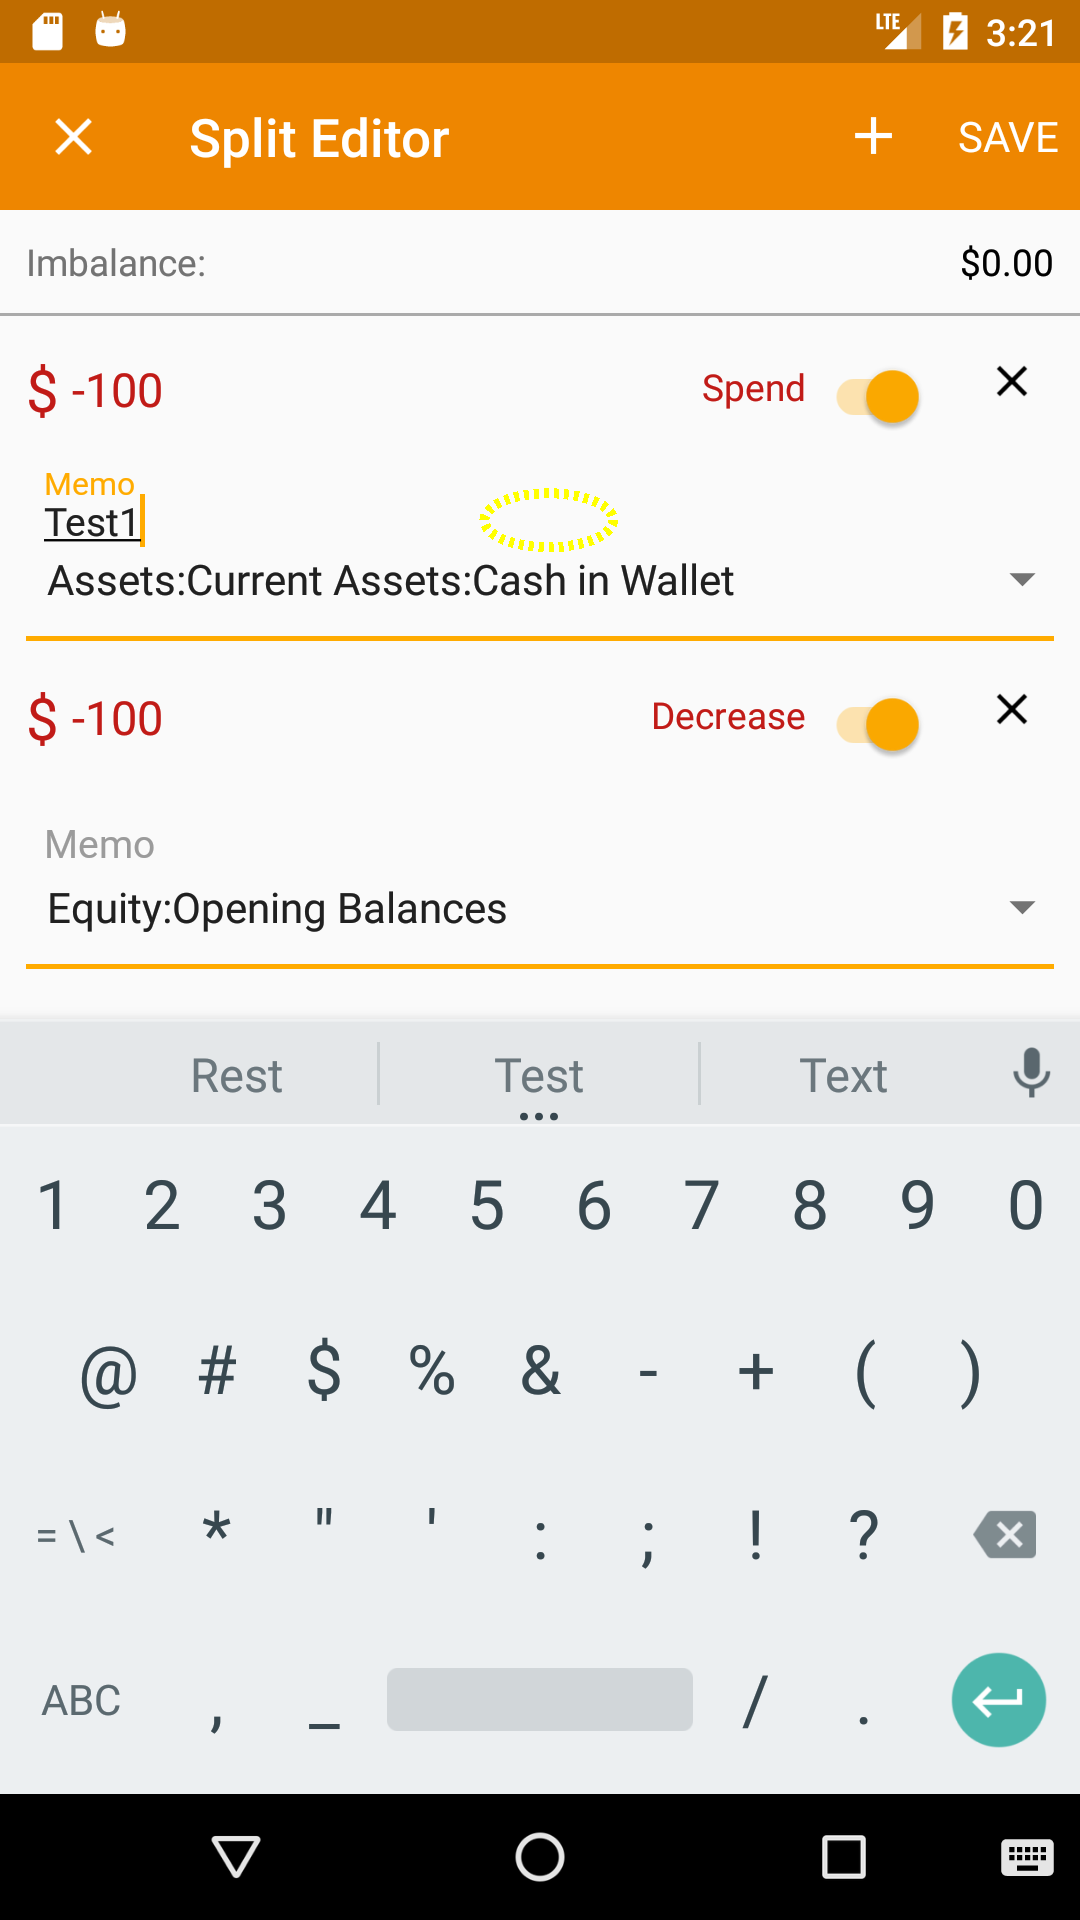 LTE 3:21
Split Editor + SAVE
Imbalance: $0.00
$ -100 Spend
Memo
Test1
Assets:Current Assets:Cash in Wallet
$ -100 Decrease
Memo
Equity:Opening Balances
Rest Test Text
1 2 3 4 5 6 7 8 9 0
@ # $ % & - + ( )
= \ < * " ' : ; ! ?
ABC , _ / .